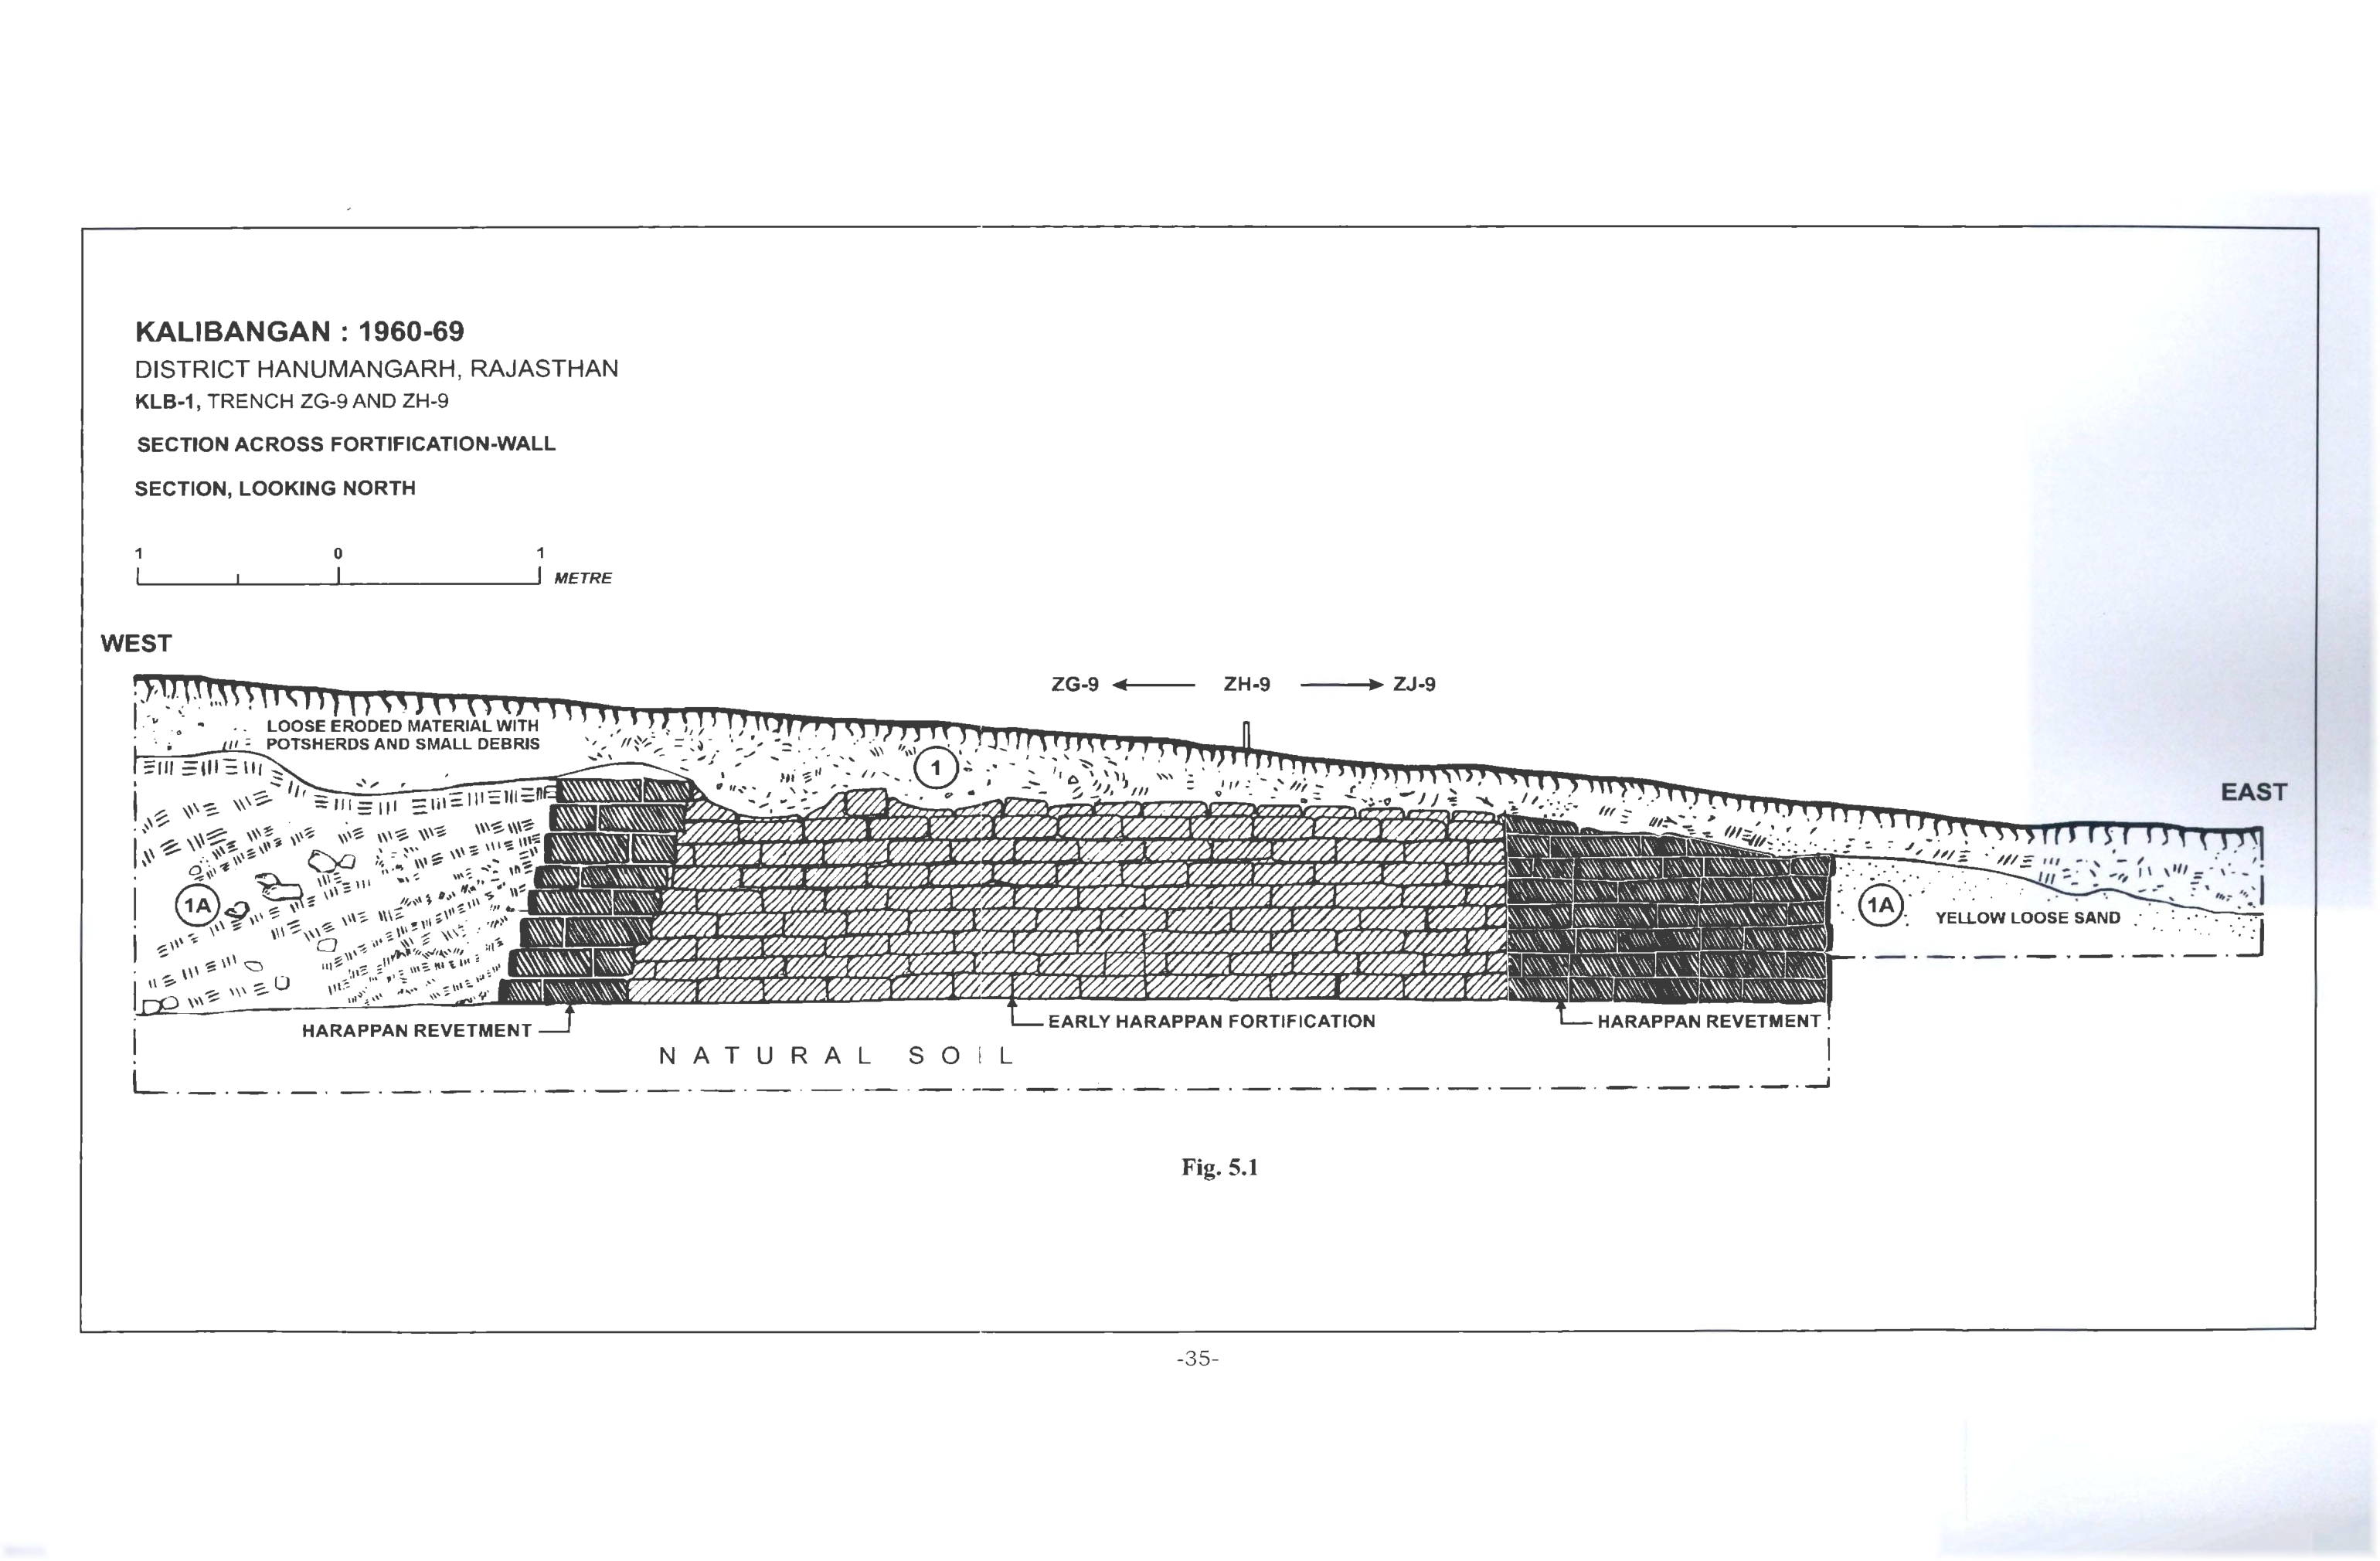 KALIBANGAN : 1960-69
DISTRICT HANUMANGARH, RAJASTHAN
KLB-1, TRENCH ZG-9 AND ZH-9
SECTION ACROSS FORTIFICATION-WALL
SECTION, LOOKING NORTH
1 0 1
METRE
WEST
ZG-9 ZH-9 ZJ-9
LOOSE ERODED MATERIAL WITH
POTSHERDS AND SMALL DEBRIS
1
EAST
1A
1A
YELLOW LOOSE SAND
HARAPPAN REVETMENT
EARLY HARAPPAN FORTIFICATION
HARAPPAN REVETMENT
NATURAL SOIL
Fig. 5.1
-35-